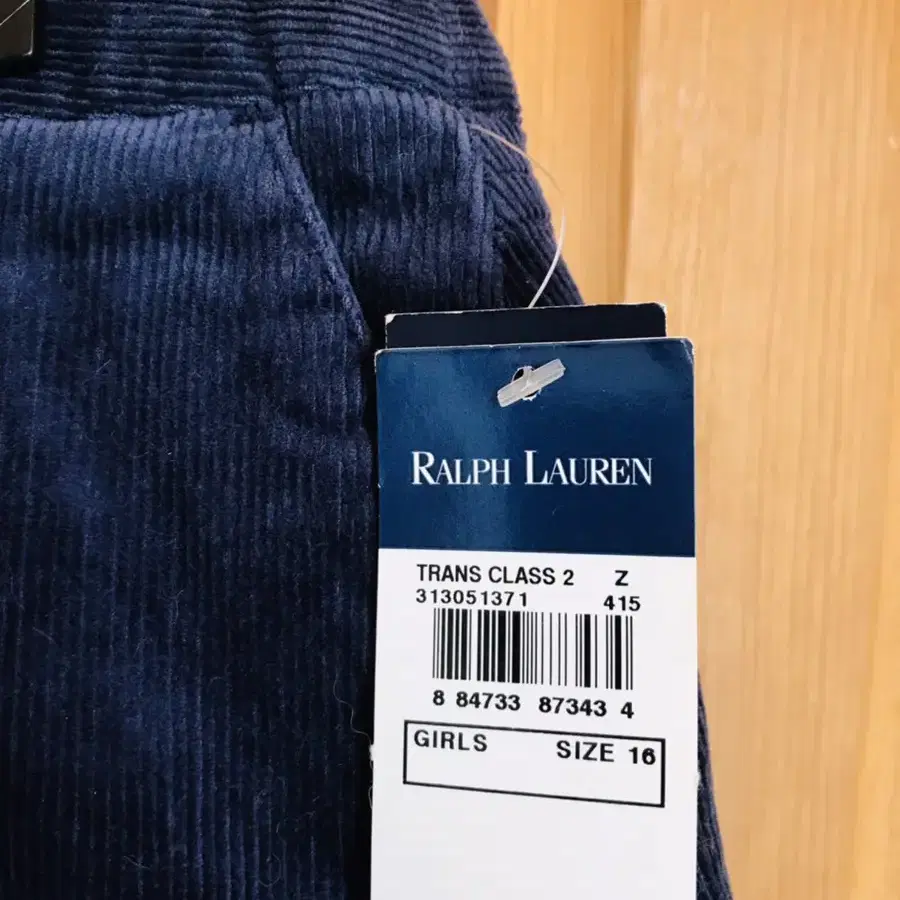 RALPH LAUREN
TRANS CLASS 2 Z
313051371 415
8 84733 87343 4
GIRLS SIZE 16